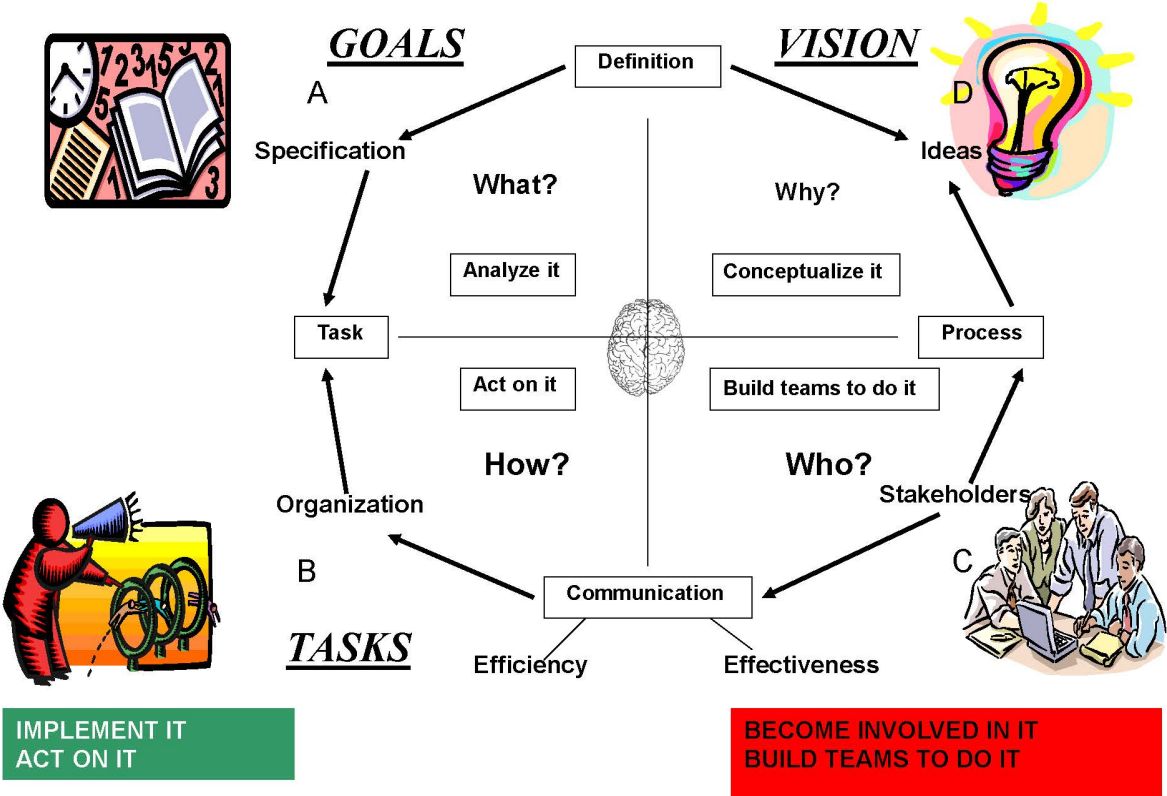 GOALS
VISION
Definition
A
D
Specification
Ideas
What?
Why?
Analyze it
Conceptualize it
Task
Process
Act on it
Build teams to do it
How?
Who?
Organization
Stakeholders
B
C
Communication
TASKS
Efficiency
Effectiveness
IMPLEMENT IT
ACT ON IT
BECOME INVOLVED IN IT
BUILD TEAMS TO DO IT